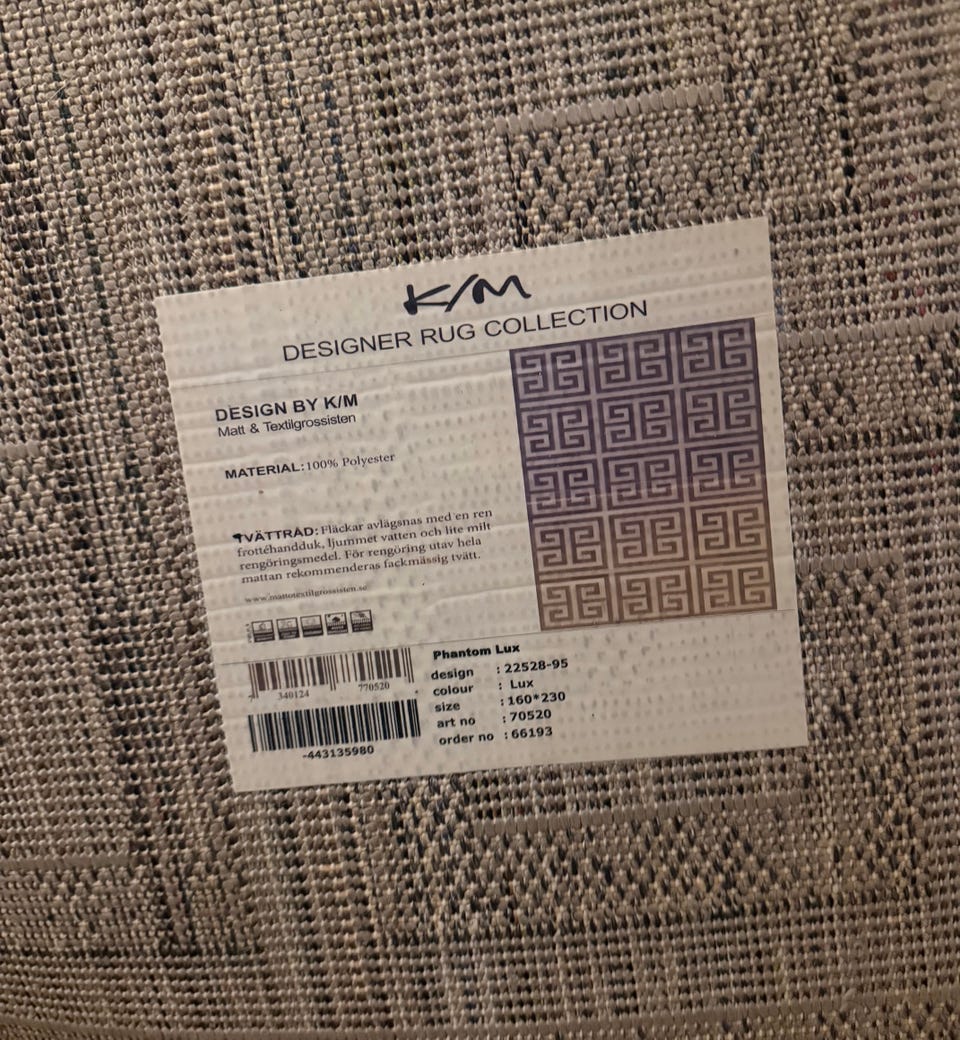 K/M
DESIGNER RUG COLLECTION
DESIGN BY K/M
Matt & Textilgrossisten
MATERIAL: 100% Polyester
TVÄTTRÅD: Fläckar avlägsnas med en ren
frottéhandduk, ljummet vatten och lite milt
rengöringsmedel. För rengöring utav hela
mattan rekommenderas fackmässig tvätt.
www.mattotextilgrossisten.se
340124 770520
-443135980
Phantom Lux
design : 22528-95
colour : Lux
size : 160*230
art no : 70520
order no : 66193